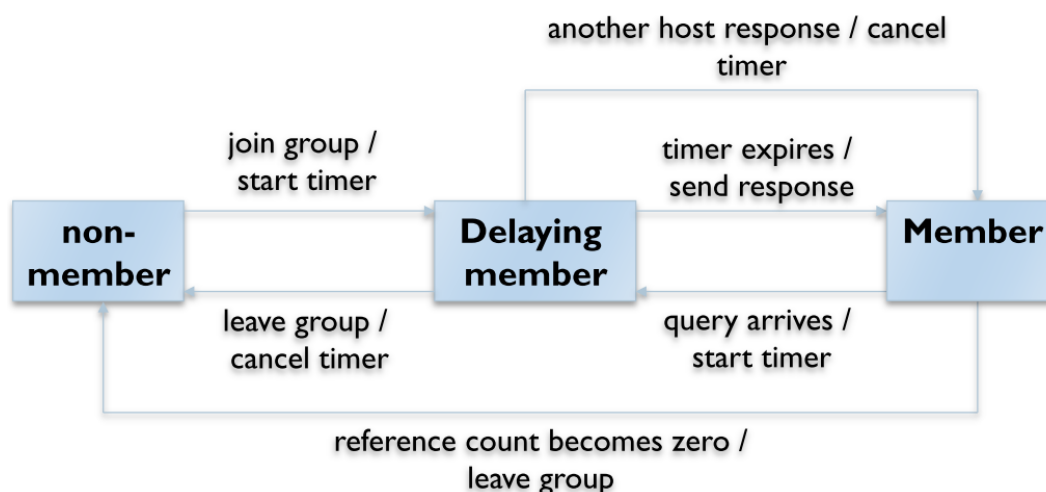 another host response / cancel
timer
join group /
start timer
timer expires /
send response
non-
member
Delaying
member
Member
leave group /
cancel timer
query arrives /
start timer
reference count becomes zero /
leave group